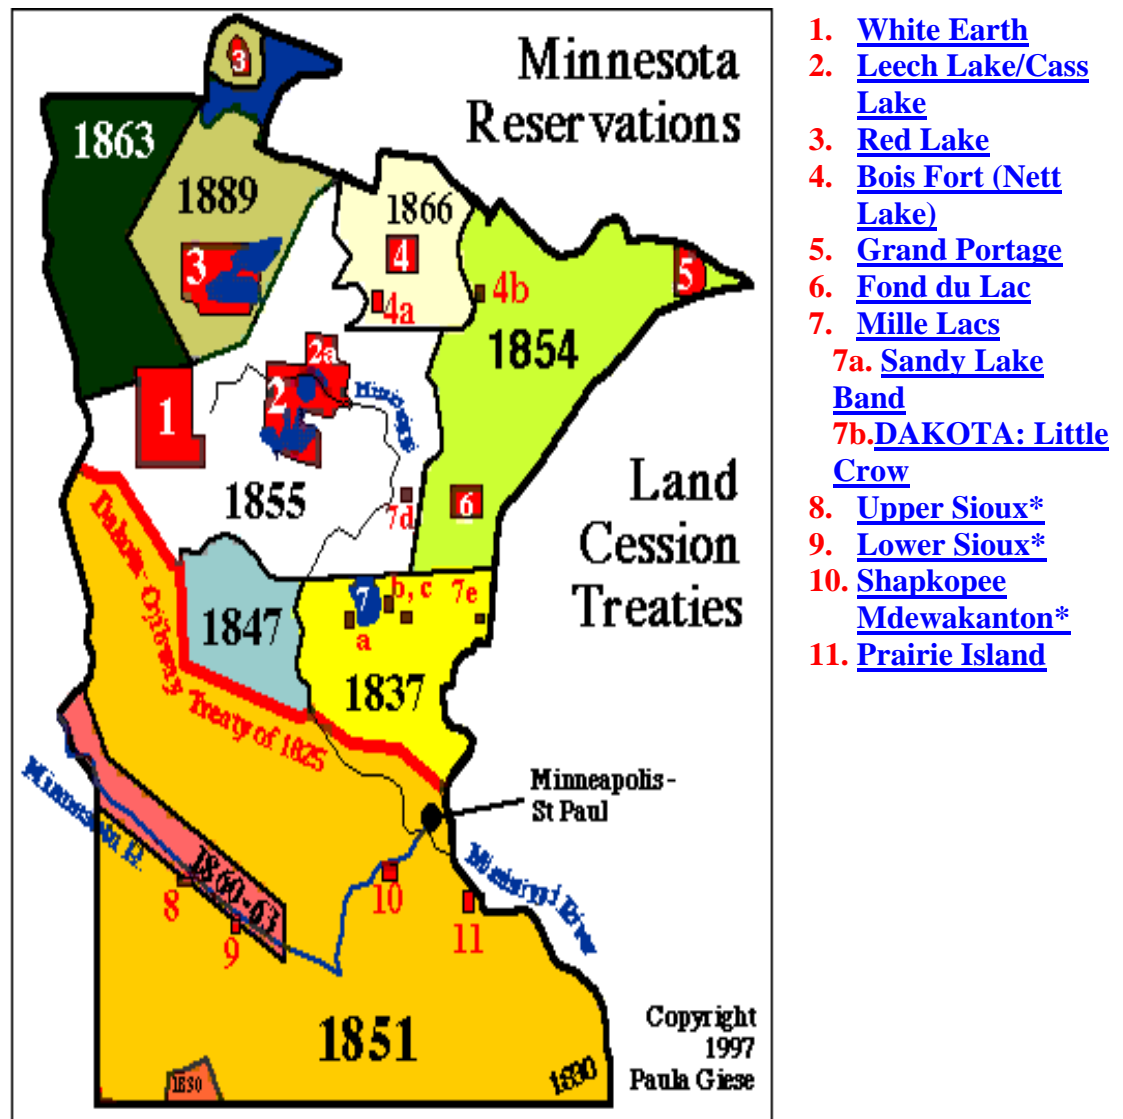 Minnesota
Reservations
3
1863
1889
1866
3
4
5
4a
4b
1854
2a
2
Mississippi
1
1855
7d
6
Land
Cession
Treaties
Dakota-Ojibway Treaty of 1825
7
b, c
7e
a
1847
1837
Minneapolis-
St Paul
Minnesota R.
Mississippi River
1860-63
8
9
10
11
1851
1830
1830
Copyright
1997
Paula Giese
1. White Earth
2. Leech Lake/Cass
Lake
3. Red Lake
4. Bois Fort (Nett
Lake)
5. Grand Portage
6. Fond du Lac
7. Mille Lacs
7a. Sandy Lake
Band
7b.DAKOTA: Little
Crow
8. Upper Sioux*
9. Lower Sioux*
10. Shapkopee
Mdewakanton*
11. Prairie Island